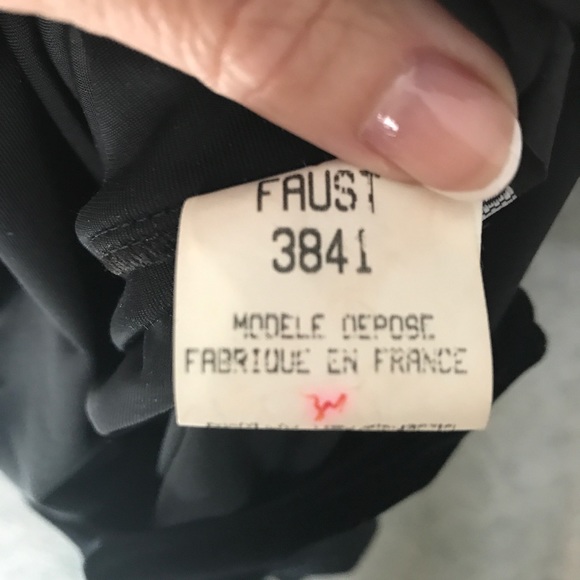 FAUST
3841
MODELE DEPOSE
FABRIQUE EN FRANCE